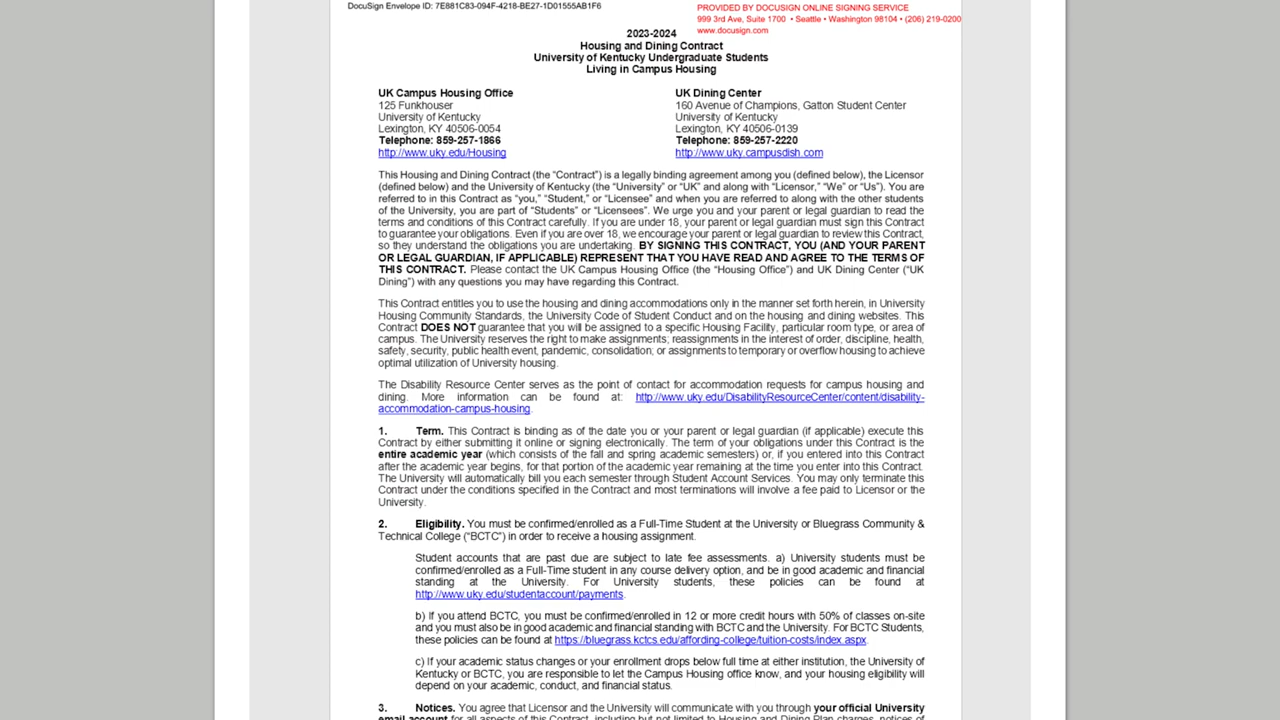 DocuSign Envelope ID: 7E881C83-094F-4218-BE27-1D01555AB1F6
PROVIDED BY DOCUSIGN ONLINE SIGNING SERVICE
999 3rd Ave, Suite 1700 • Seattle • Washington 98104 • (206) 219-0200
www.docusign.com
2023-2024
Housing and Dining Contract
University of Kentucky Undergraduate Students
Living in Campus Housing
UK Campus Housing Office
125 Funkhouser
University of Kentucky
Lexington, KY 40506-0054
Telephone: 859-257-1866
http://www.uky.edu/Housing
UK Dining Center
160 Avenue of Champions, Gatton Student Center
University of Kentucky
Lexington, KY 40506-0139
Telephone: 859-257-2220
http://www.uky.campusdish.com
This Housing and Dining Contract (the “Contract”) is a legally binding agreement among you (defined below), the Licensor
(defined below) and the University of Kentucky (the “University” or “UK” and along with “Licensor,” “We” or “Us”). You are
referred to in this Contract as “you,” “Student,” or “Licensee” and when you are referred to along with the other students
of the University, you are part of “Students” or “Licensees”. We urge you and your parent or legal guardian to read the
terms and conditions of this Contract carefully. If you are under 18, your parent or legal guardian must sign this Contract
to guarantee your obligations. Even if you are over 18, we encourage your parent or legal guardian to review this Contract,
so they understand the obligations you are undertaking. BY SIGNING THIS CONTRACT, YOU (AND YOUR PARENT
OR LEGAL GUARDIAN, IF APPLICABLE) REPRESENT THAT YOU HAVE READ AND AGREE TO THE TERMS OF
THIS CONTRACT. Please contact the UK Campus Housing Office (the “Housing Office”) and UK Dining Center (“UK
Dining”) with any questions you may have regarding this Contract.
This Contract entitles you to use the housing and dining accommodations only in the manner set forth herein, in University
Housing Community Standards, the University Code of Student Conduct and on the housing and dining websites. This
Contract DOES NOT guarantee that you will be assigned to a specific Housing Facility, particular room type, or area of
campus. The University reserves the right to make assignments; reassignments in the interest of order, discipline, health,
safety, security, public health event, pandemic, consolidation; or assignments to temporary or overflow housing to achieve
optimal utilization of University housing.
The Disability Resource Center serves as the point of contact for accommodation requests for campus housing and
dining. More information can be found at: http://www.uky.edu/DisabilityResourceCenter/content/disability-
accommodation-campus-housing.
1. Term. This Contract is binding as of the date you or your parent or legal guardian (if applicable) execute this
Contract by either submitting it online or signing electronically. The term of your obligations under this Contract is the
entire academic year (which consists of the fall and spring academic semesters) or, if you entered into this Contract
after the academic year begins, for that portion of the academic year remaining at the time you enter into this Contract.
The University will automatically bill you each semester through Student Account Services. You may only terminate this
Contract under the conditions specified in the Contract and most terminations will involve a fee paid to Licensor or the
University.
2. Eligibility. You must be confirmed/enrolled as a Full-Time Student at the University or Bluegrass Community &
Technical College (“BCTC”) in order to receive a housing assignment.
Student accounts that are past due are subject to late fee assessments. a) University students must be
confirmed/enrolled as a Full-Time student in any course delivery option, and be in good academic and financial
standing at the University. For University students, these policies can be found at
http://www.uky.edu/studentaccount/payments.
b) If you attend BCTC, you must be confirmed/enrolled in 12 or more credit hours with 50% of classes on-site
and you must also be in good academic and financial standing with BCTC and the University. For BCTC Students,
these policies can be found at https://bluegrass.kctcs.edu/affording-college/tuition-costs/index.aspx.
c) If your academic status changes or your enrollment drops below full time at either institution, the University of
Kentucky or BCTC, you are responsible to let the Campus Housing office know, and your housing eligibility will
depend on your academic, conduct, and financial status.
3. Notices. You agree that Licensor and the University will communicate with you through your official University
email account for all aspects of this Contract, including but not limited to Housing and Dining Plan charges, notices of